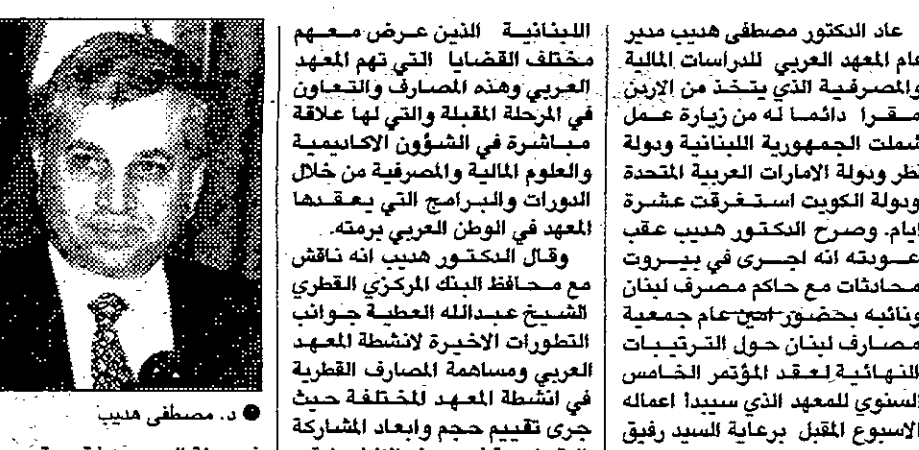 عاد الدكتور مصطفى هديب مدير
عام المعهد العربي للدراسات المالية
والمصرفية الذي يتخذ من الاردن
مقرا دائما له من زيارة عمل
شملت الجمهورية اللبنانية ودولة
قطر ودولة الامارات العربية المتحدة
ودولة الكويت استغرقت عشرة
ايام. وصرح الدكتور هديب عقب
عودته انه اجرى في بيروت
محادثات مع حاكم مصرف لبنان
ونائبه بحضور امين عام جمعية
مصارف لبنان حول الترتيبات
النهائية لعقد المؤتمر الخامس
السنوي للمعهد الذي سيبدا اعماله
الاسبوع المقبل برعاية السيد رفيق
اللبنانية الذين عرض معهم
مختلف القضايا التي تهم المعهد
العربي وهذه المصارف والتعاون
في المرحلة المقبلة والتي لها علاقة
مباشرة في الشؤون الاكاديمية
والعلوم المالية والمصرفية من خلال
الدورات والبرامج التي يعقدها
المعهد في الوطن العربي برمته.
وقال الدكتور هديب انه ناقش
مع محافظ البنك المركزي القطري
الشيخ عبدالله العطية جوانب
التطورات الاخيرة لانشطة المعهد
العربي ومساهمة المصارف القطرية
في انشطة المعهد المختلفة حيث
جرى تقييم حجم وابعاد المشاركة
● د. مصطفى هديب